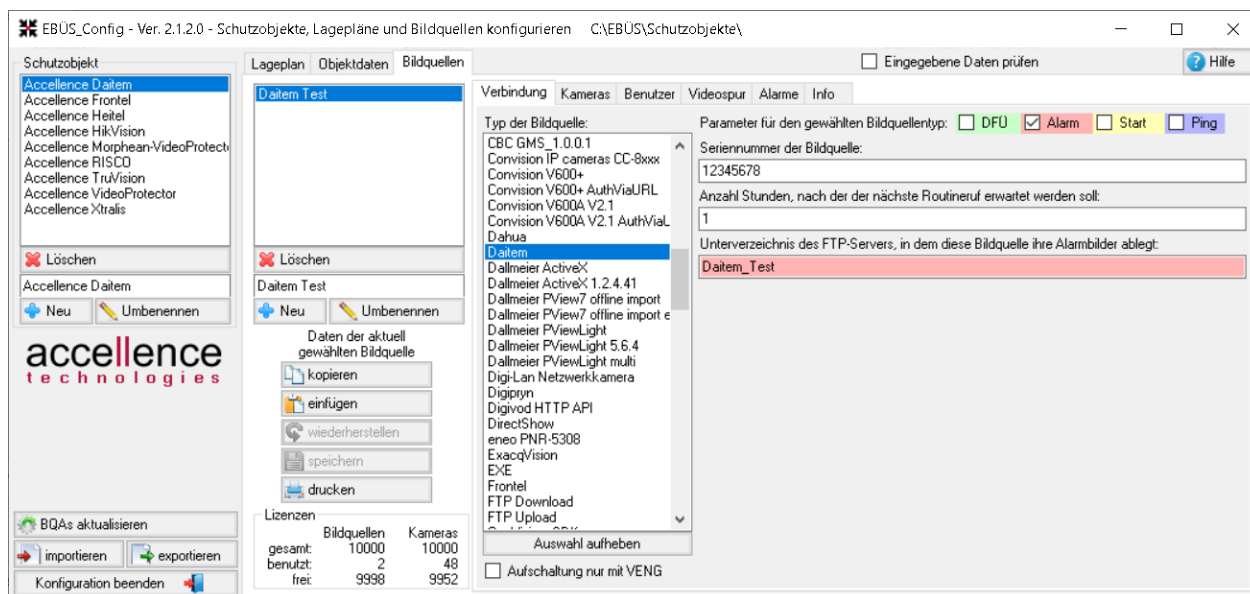 EBÜS_Config - Ver. 2.1.2.0 - Schutzobjekte, Lagepläne und Bildquellen konfigurieren C:\EBÜS\Schutzobjekte\
Schutzobjekt
Accellence Daitem
Accellence Frontel
Accellence Heitel
Accellence HikVision
Accellence Morphean-VideoProtect
Accellence RISCO
Accellence TruVision
Accellence VideoProtector
Accellence Xtralis
Löschen
Accellence Daitem
Neu Umbenennen
accellence
technologies
BQAs aktualisieren
importieren exportieren
Konfiguration beenden
Lageplan Objektdaten Bildquellen
Daitem Test
Löschen
Daitem Test
Neu Umbenennen
Daten der aktuell
gewählten Bildquelle
kopieren
einfügen
wiederherstellen
speichern
drucken
Lizenzen
Bildquellen Kameras
gesamt: 10000 10000
benutzt: 2 48
frei: 9998 9952
Eingegebene Daten prüfen Hilfe
Verbindung Kameras Benutzer Videospur Alarme Info
Typ der Bildquelle:
CBC GMS_1.0.0.1
Convision IP cameras CC-8xxx
Convision V600+
Convision V600+ AuthViaURL
Convision V600A V2.1
Convision V600A V2.1 AuthViaL
Dahua
Daitem
Dallmeier ActiveX
Dallmeier ActiveX 1.2.4.41
Dallmeier PView7 offline import
Dallmeier PView7 offline import e
Dallmeier PViewLight
Dallmeier PViewLight 5.6.4
Dallmeier PViewLight multi
Digi-Lan Netzwerkkamera
Digipryn
Digivod HTTP API
DirectShow
eneo PNR-5308
ExacqVision
EXE
Frontel
FTP Download
FTP Upload
Auswahl aufheben
Aufschaltung nur mit VENG
Parameter für den gewählten Bildquellentyp: DFÜ Alarm Start Ping
Seriennummer der Bildquelle:
12345678
Anzahl Stunden, nach der der nächste Routineruf erwartet werden soll:
1
Unterverzeichnis des FTP-Servers, in dem diese Bildquelle ihre Alarmbilder ablegt:
Daitem_Test